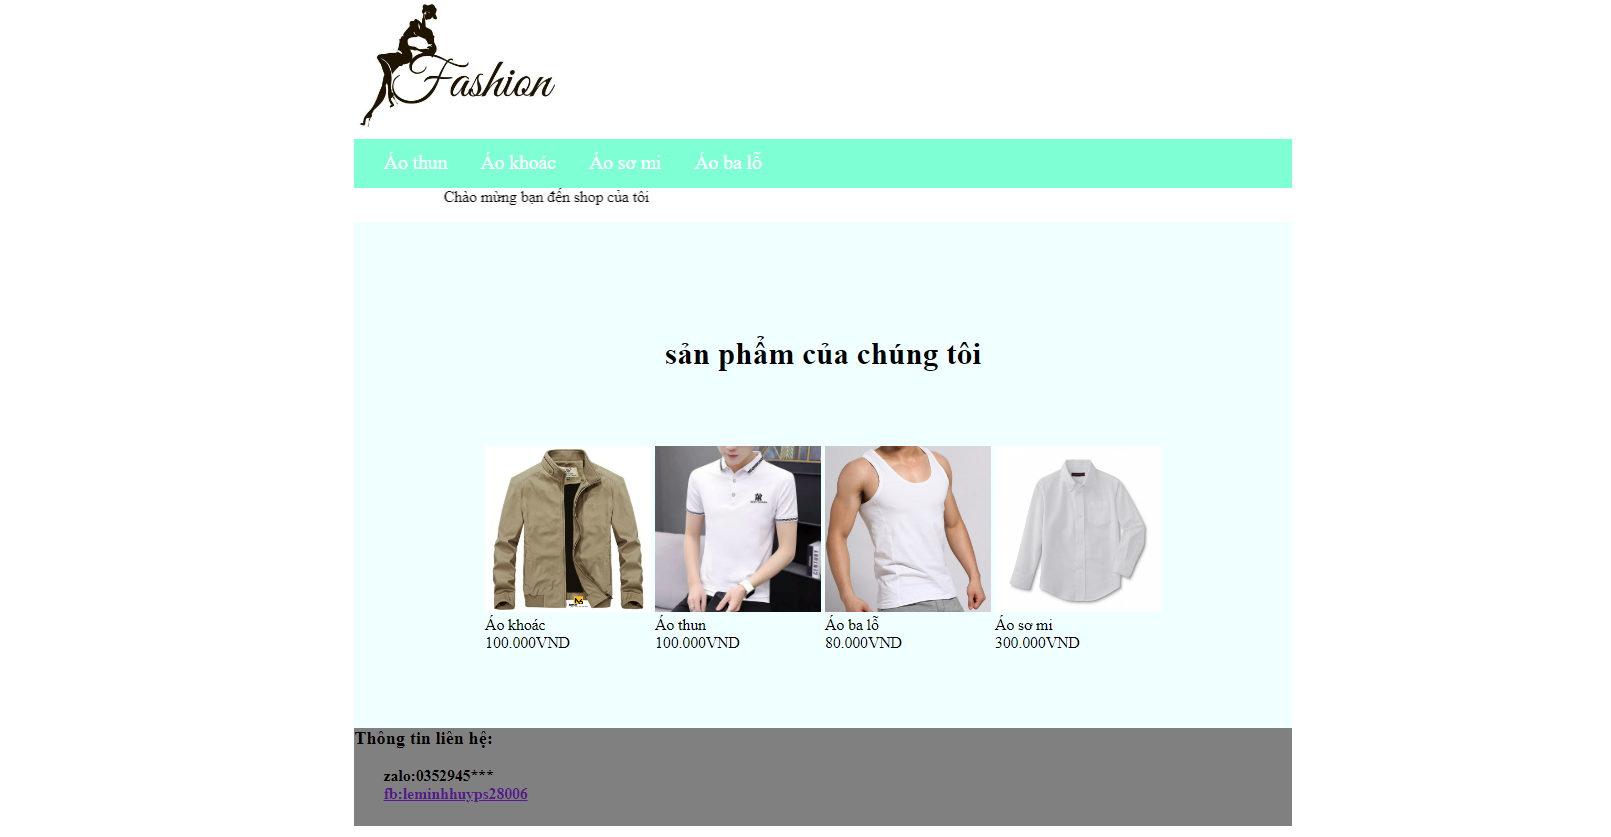 Fashion
Áo thun Áo khoác Áo sơ mi Áo ba lỗ
Chào mừng bạn đến shop của tôi
sản phẩm của chúng tôi
Áo khoác
100.000VND
Áo thun
100.000VND
Áo ba lỗ
80.000VND
Áo sơ mi
300.000VND
Thông tin liên hệ:
zalo:0352945***
fb:leminhhuyps28006